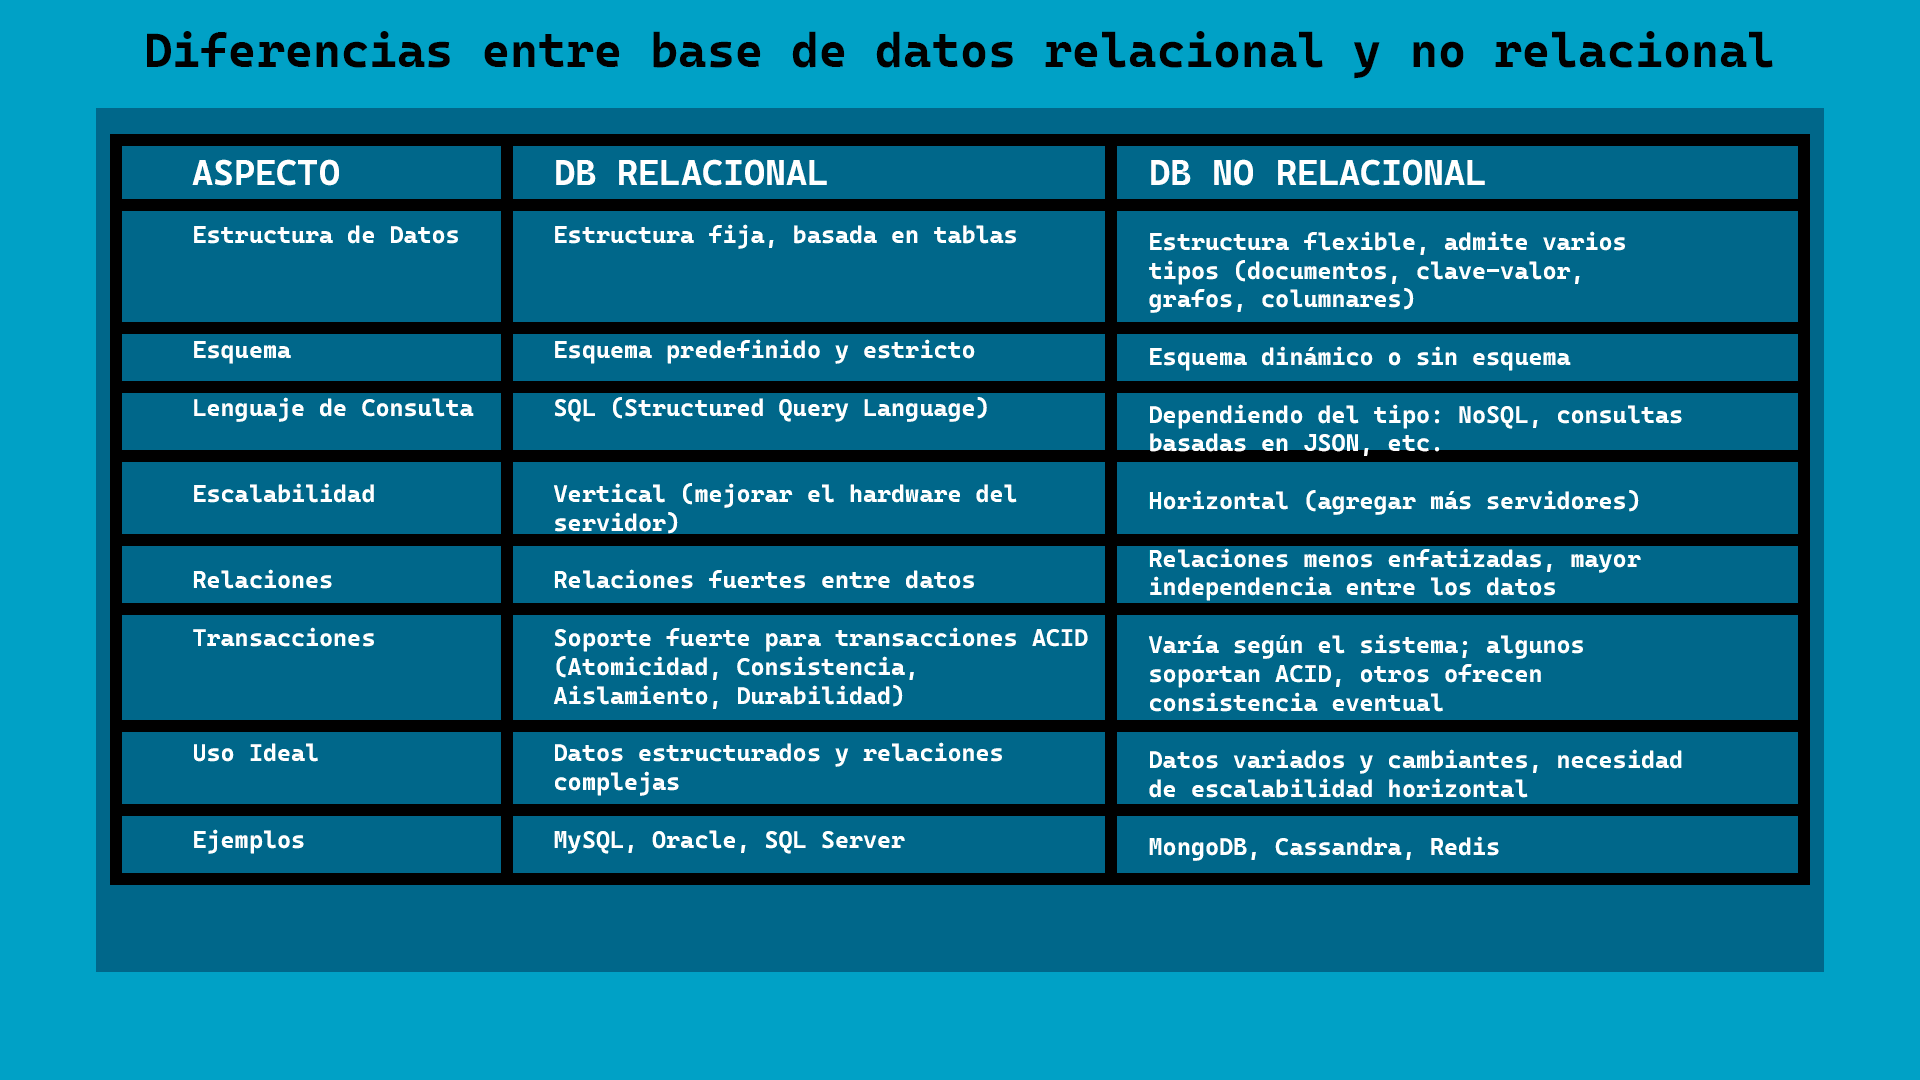 Diferencias entre base de datos relacional y no relacional
ASPECTO
DB RELACIONAL
DB NO RELACIONAL
Estructura de Datos
Estructura fija, basada en tablas
Estructura flexible, admite varios
tipos (documentos, clave-valor,
grafos, columnares)
Esquema
Esquema predefinido y estricto
Esquema dinámico o sin esquema
Lenguaje de Consulta
SQL (Structured Query Language)
Dependiendo del tipo: NoSQL, consultas
basadas en JSON, etc.
Escalabilidad
Vertical (mejorar el hardware del
servidor)
Horizontal (agregar más servidores)
Relaciones
Relaciones fuertes entre datos
Relaciones menos enfatizadas, mayor
independencia entre los datos
Transacciones
Soporte fuerte para transacciones ACID
(Atomicidad, Consistencia,
Aislamiento, Durabilidad)
Varía según el sistema; algunos
soportan ACID, otros ofrecen
consistencia eventual
Uso Ideal
Datos estructurados y relaciones
complejas
Datos variados y cambiantes, necesidad
de escalabilidad horizontal
Ejemplos
MySQL, Oracle, SQL Server
MongoDB, Cassandra, Redis